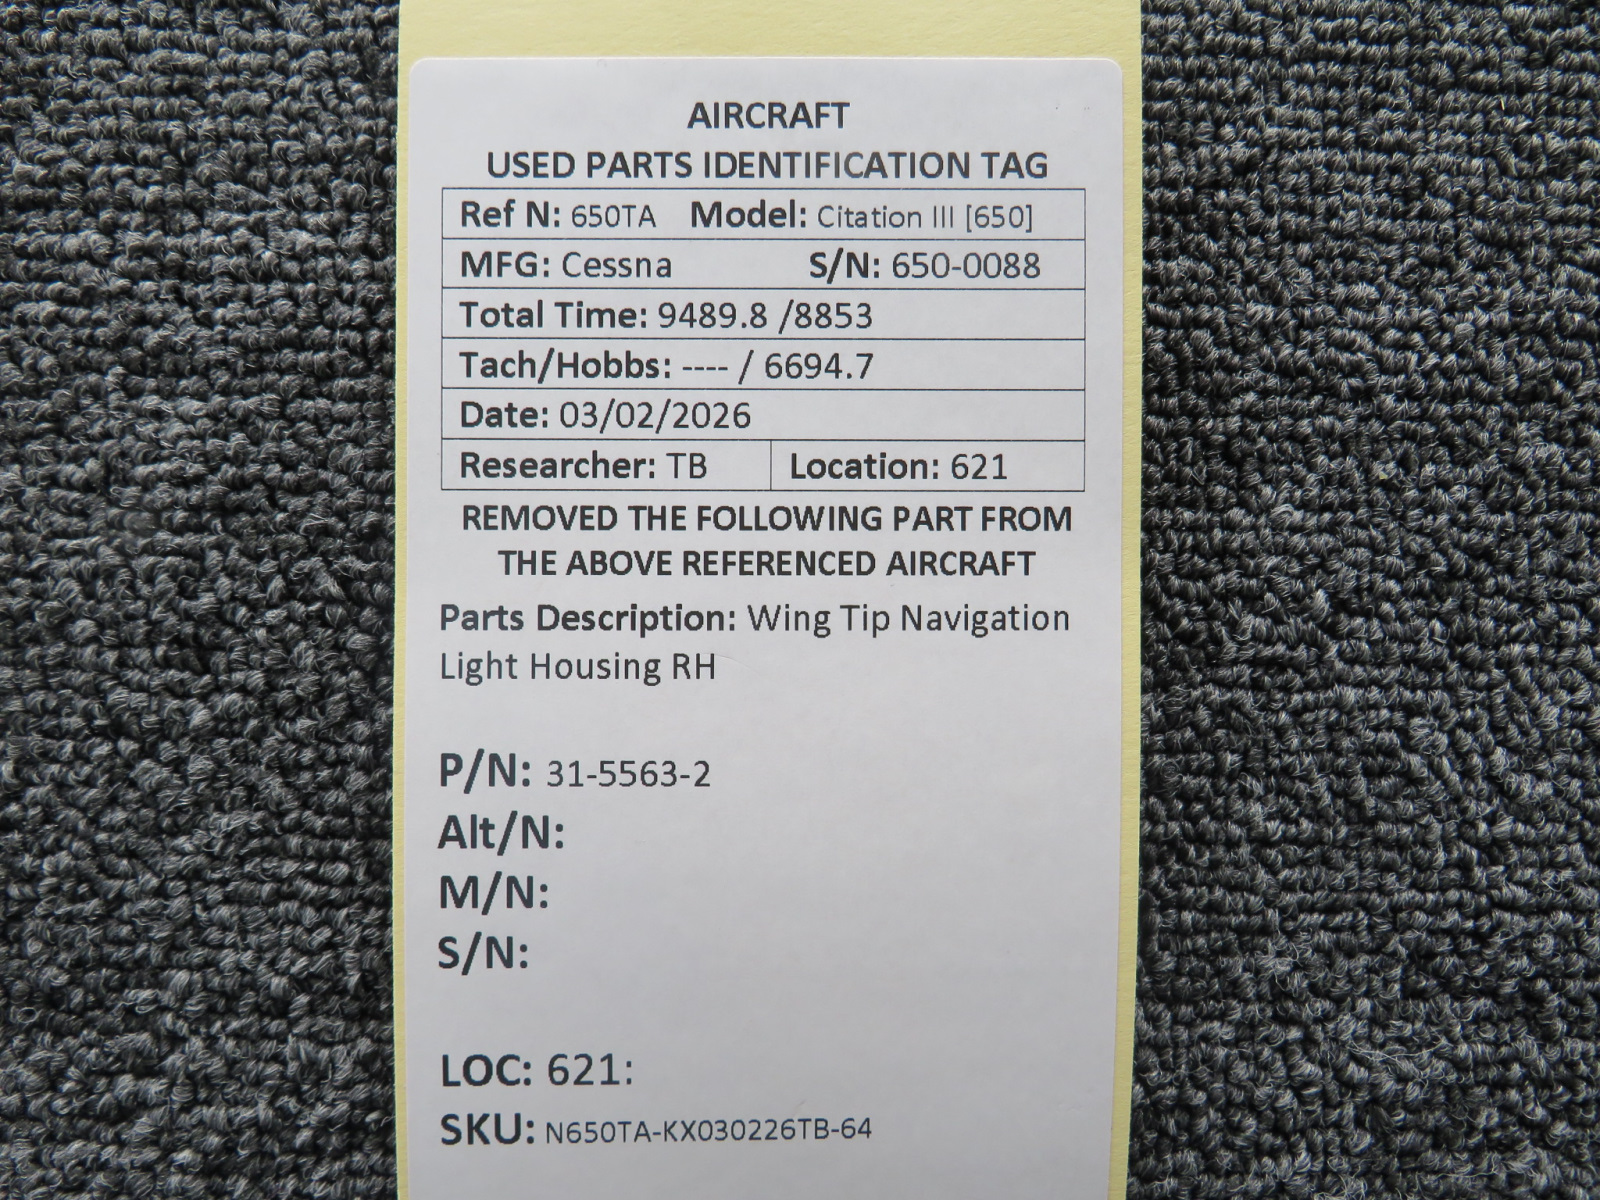 AIRCRAFT
USED PARTS IDENTIFICATION TAG
Ref N: 650TA Model: Citation III [650]
MFG: Cessna S/N: 650-0088
Total Time: 9489.8 /8853
Tach/Hobbs: ---- / 6694.7
Date: 03/02/2026
Researcher: TB Location: 621
REMOVED THE FOLLOWING PART FROM
THE ABOVE REFERENCED AIRCRAFT
Parts Description: Wing Tip Navigation
Light Housing RH
P/N: 31-5563-2
Alt/N:
M/N:
S/N:
LOC: 621:
SKU: N650TA-KX030226TB-64